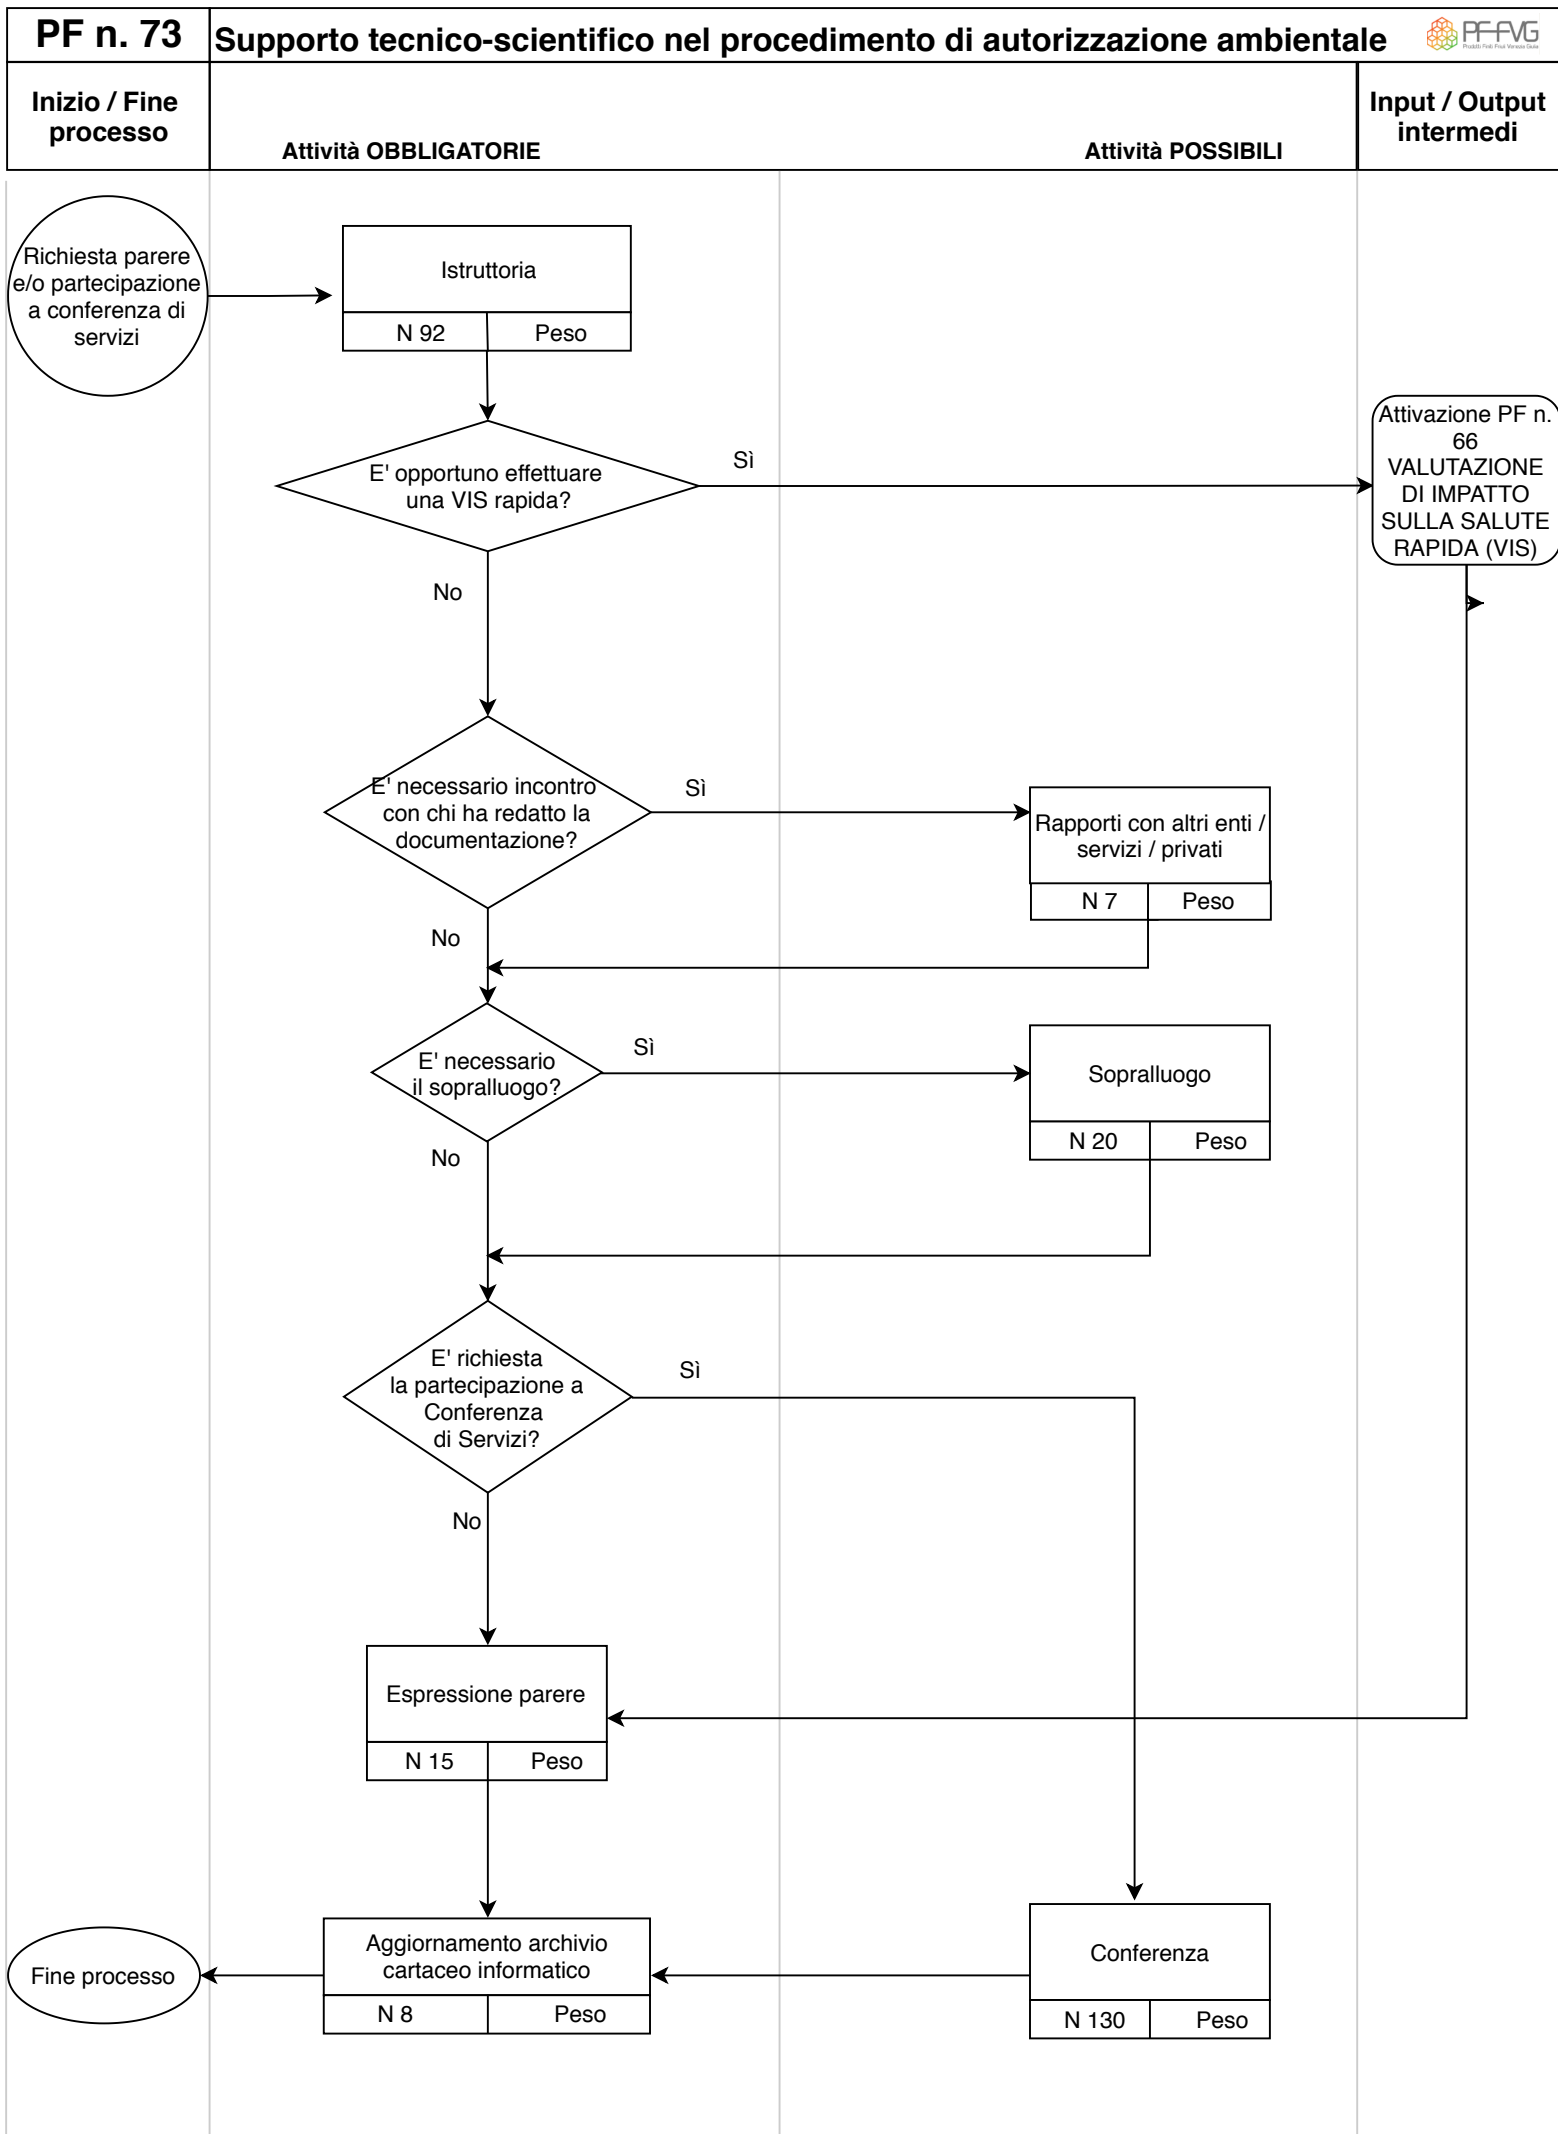 PF n. 73
Supporto tecnico-scientifico nel procedimento di autorizzazione ambientale
PF-FVG
Prodotti Finiti Friuli Venezia Giulia
Inizio / Fine
processo
Attività OBBLIGATORIE
Attività POSSIBILI
Input / Output
intermedi
Richiesta parere
e/o partecipazione
a conferenza di
servizi
Istruttoria
N 92
Peso
E' opportuno effettuare
una VIS rapida?
Sì
No
Attivazione PF n.
66
VALUTAZIONE
DI IMPATTO
SULLA SALUTE
RAPIDA (VIS)
E' necessario incontro
con chi ha redatto la
documentazione?
Sì
No
Rapporti con altri enti /
servizi / privati
N 7
Peso
E' necessario
il sopralluogo?
Sì
No
Sopralluogo
N 20
Peso
E' richiesta
la partecipazione a
Conferenza
di Servizi?
Sì
No
Espressione parere
N 15
Peso
Fine processo
Aggiornamento archivio
cartaceo informatico
N 8
Peso
Conferenza
N 130
Peso